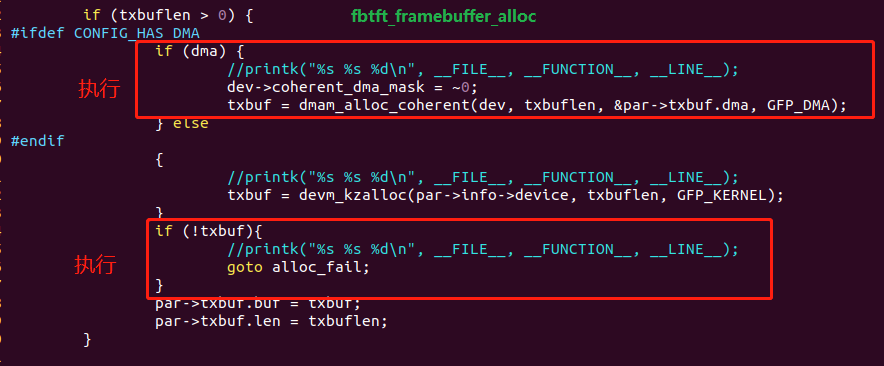 if (txbuflen > 0) {
fbtft_framebuffer_alloc
#ifdef CONFIG_HAS_DMA
if (dma) {
//printk("%s %s %d\n", __FILE__, __FUNCTION__, __LINE__);
执行
dev->coherent_dma_mask = ~0;
txbuf = dmam_alloc_coherent(dev, txbuflen, &par->txbuf.dma, GFP_DMA);
} else
#endif
{
//printk("%s %s %d\n", __FILE__, __FUNCTION__, __LINE__);
txbuf = devm_kzalloc(par->info->device, txbuflen, GFP_KERNEL);
}
if (!txbuf){
//printk("%s %s %d\n", __FILE__, __FUNCTION__, __LINE__);
执行
goto alloc_fail;
}
par->txbuf.buf = txbuf;
par->txbuf.len = txbuflen;
}